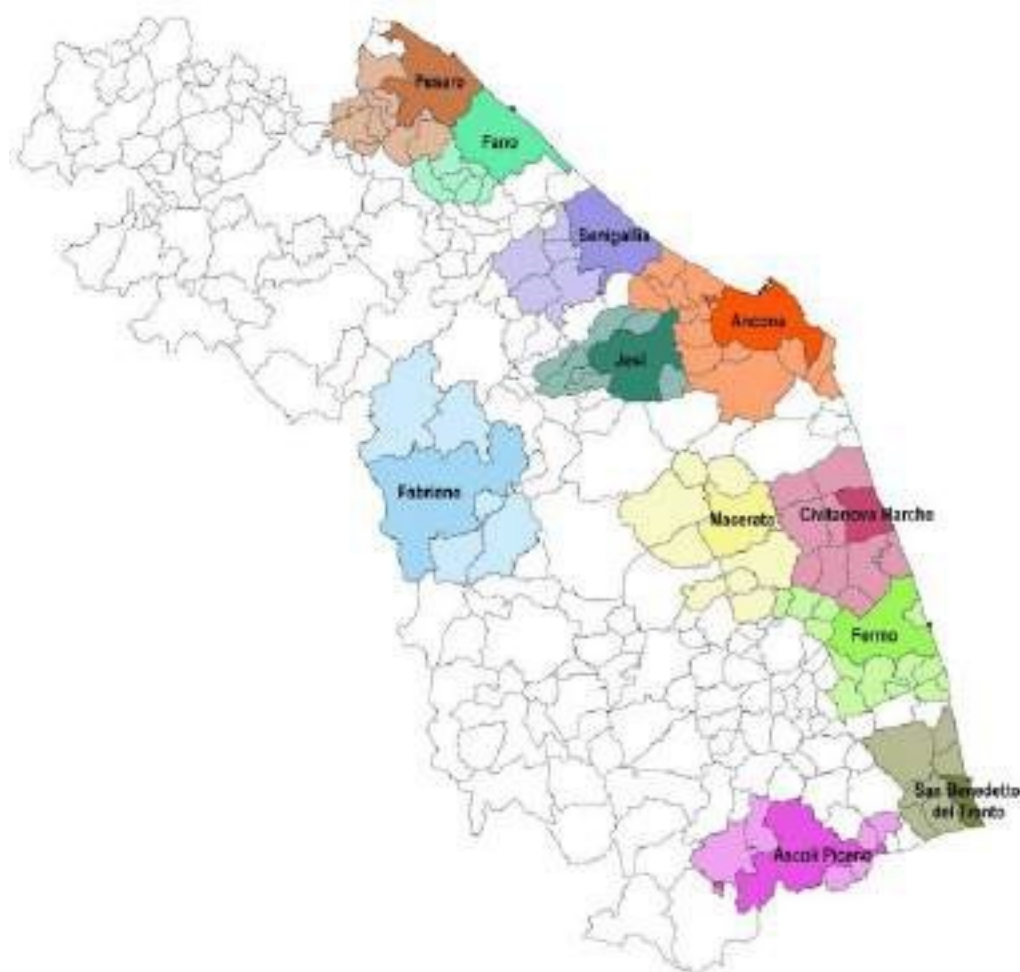 Pesaro
Fano
Senigallia
Ancona
Jesi
Fabriano
Macerata
Civitanova Marche
Fermo
San Benedetto
del Tronto
Ascoli Piceno